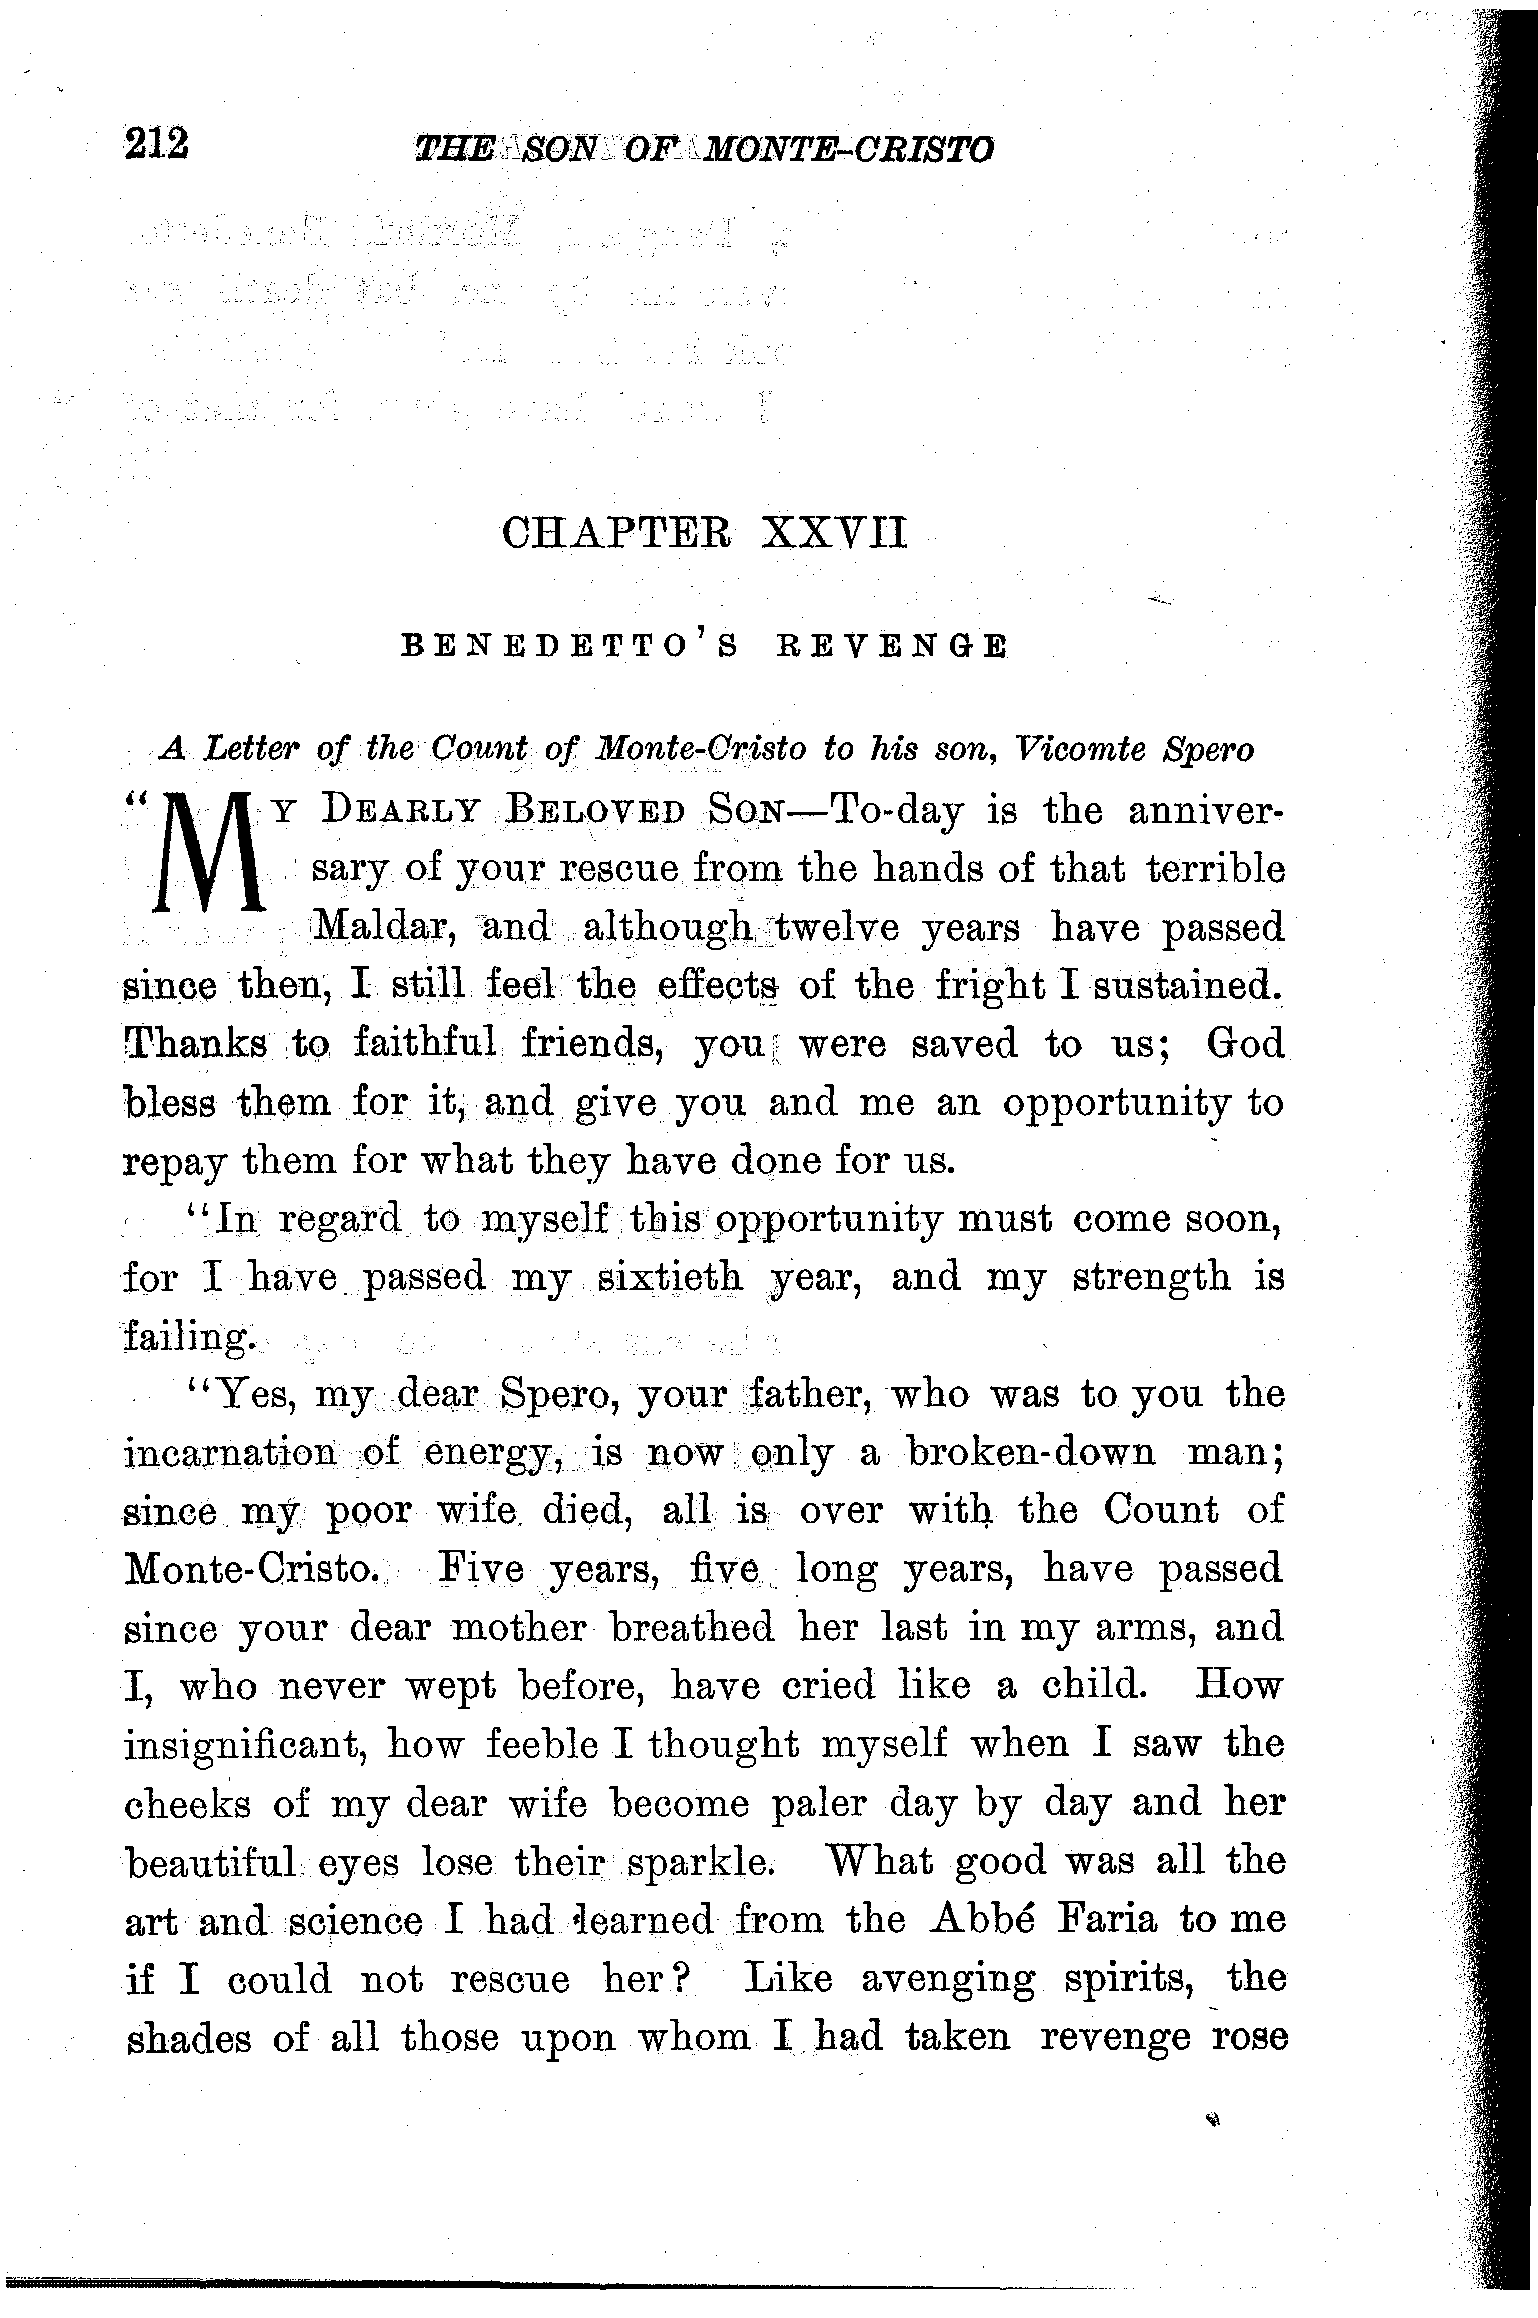 212 THE SON OF MONTE-CRISTO
CHAPTER XXVII
BENEDETTO'S REVENGE
A Letter of the Count of Monte-Cristo to his son, Vicomte Spero
"MY DEARLY BELOVED SON—To-day is the anniver-
sary of your rescue from the hands of that terrible
Maldar, and although twelve years have passed
since then, I still feel the effects of the fright I sustained.
Thanks to faithful friends, you were saved to us; God
bless them for it, and give you and me an opportunity to
repay them for what they have done for us.
"In regard to myself this opportunity must come soon,
for I have passed my sixtieth year, and my strength is
failing.
"Yes, my dear Spero, your father, who was to you the
incarnation of energy, is now only a broken-down man;
since my poor wife died, all is over with the Count of
Monte-Cristo. Five years, five long years, have passed
since your dear mother breathed her last in my arms, and
I, who never wept before, have cried like a child. How
insignificant, how feeble I thought myself when I saw the
cheeks of my dear wife become paler day by day and her
beautiful eyes lose their sparkle. What good was all the
art and science I had learned from the Abbé Faria to me
if I could not rescue her? Like avenging spirits, the
shades of all those upon whom I had taken revenge rose